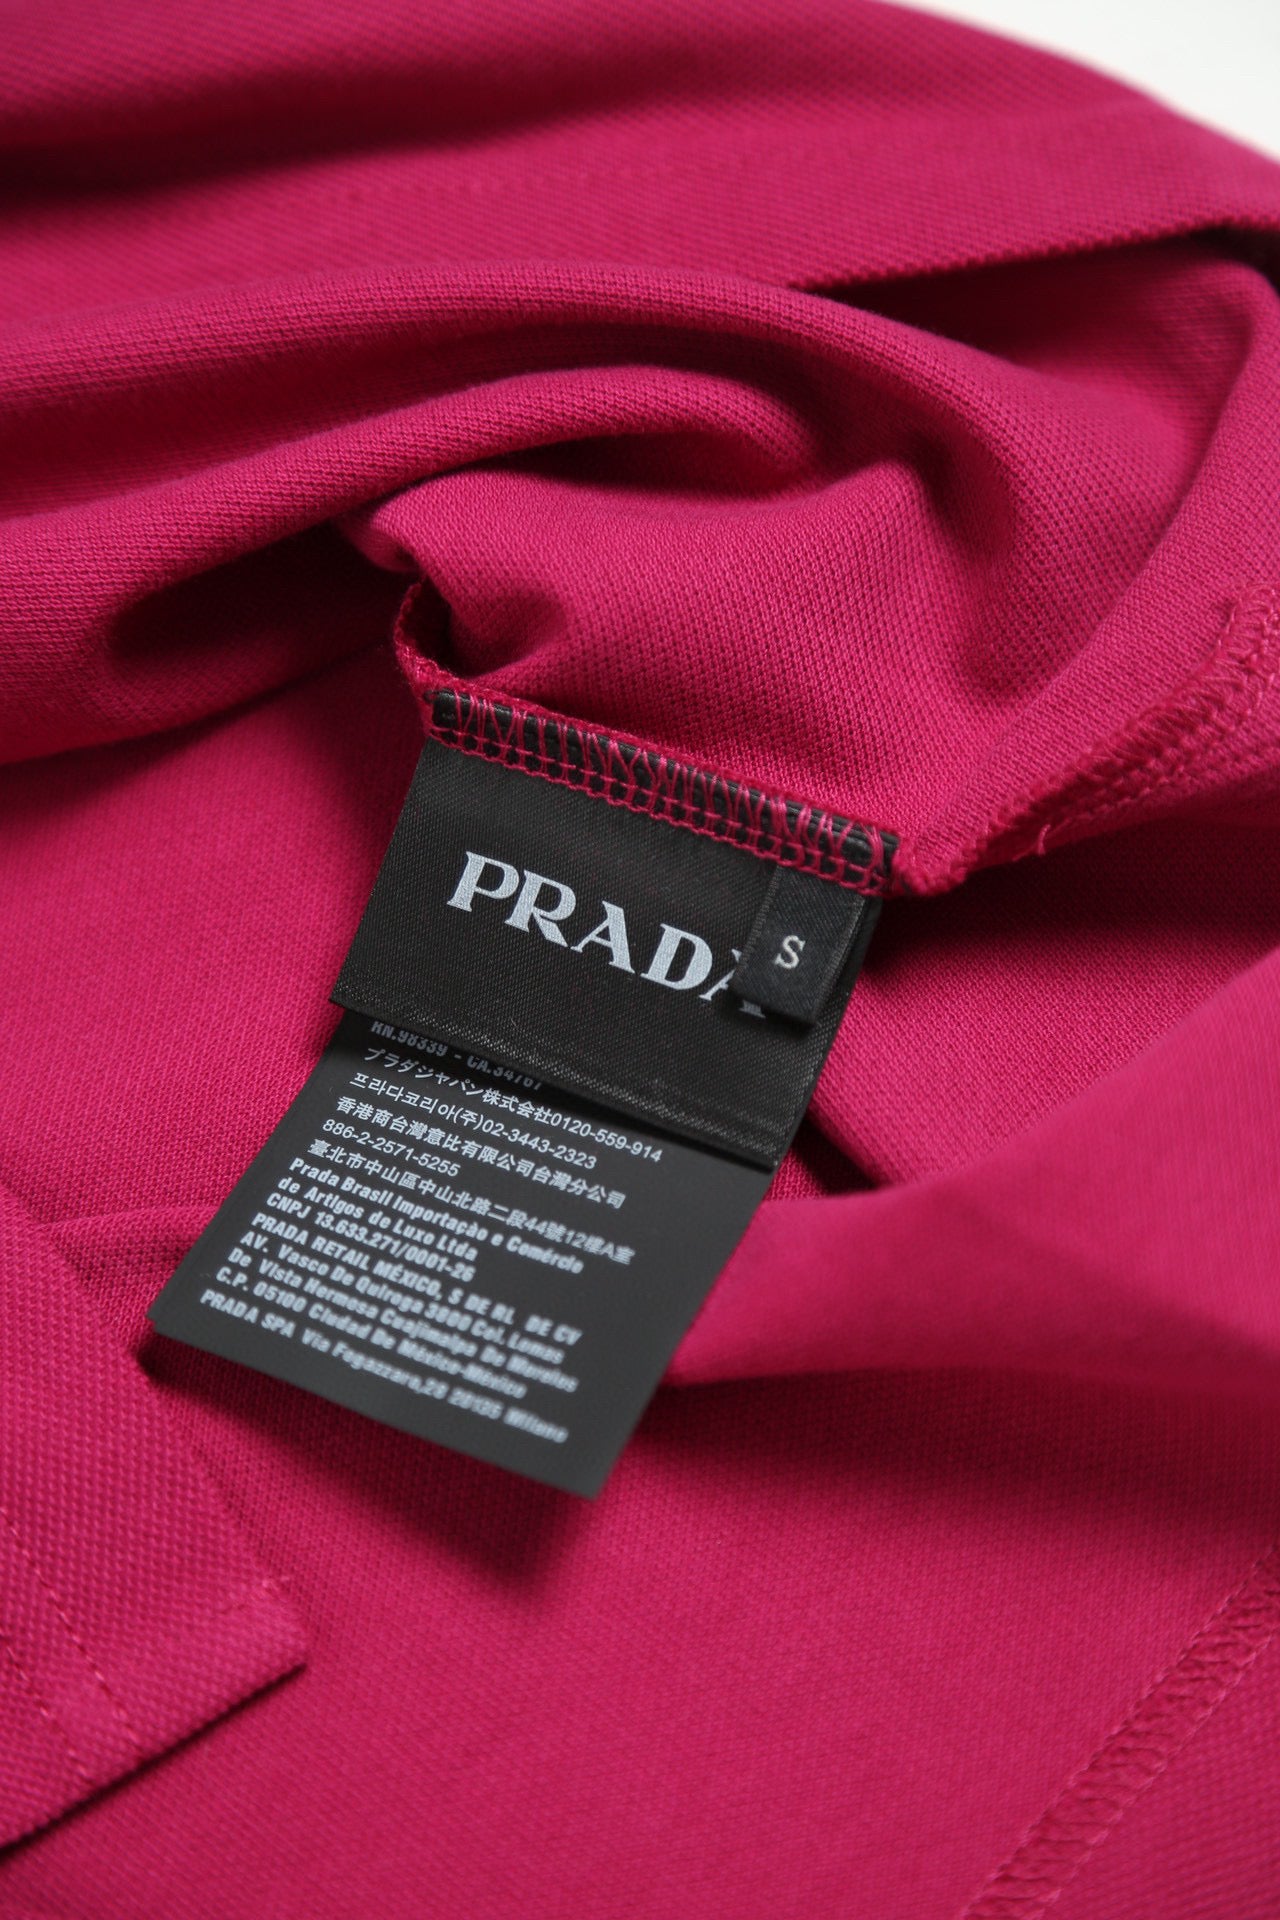 PRADA
S
RN.98339 - CA.34767
プラダジャパン株式会社0120-559-914
프라다코리아(주)02-3443-2323
香港商台灣意比有限公司台灣分公司
886-2-2571-5255
臺北市中山區中山北路二段44號12樓A室
Prada Brasil Importação e Comércio
de Artigos de Luxo Ltda
CNPJ 13.633.271/0001-26
PRADA RETAIL MÉXICO, S DE RL DE CV
AV. Vasco De Quiroga 3800 Col. Lomas
De Vista Hermosa Cuajimalpa De Morelos
C.P. 05100 Ciudad De México-México
PRADA SPA Via Fogazzaro,28 20135 Milano